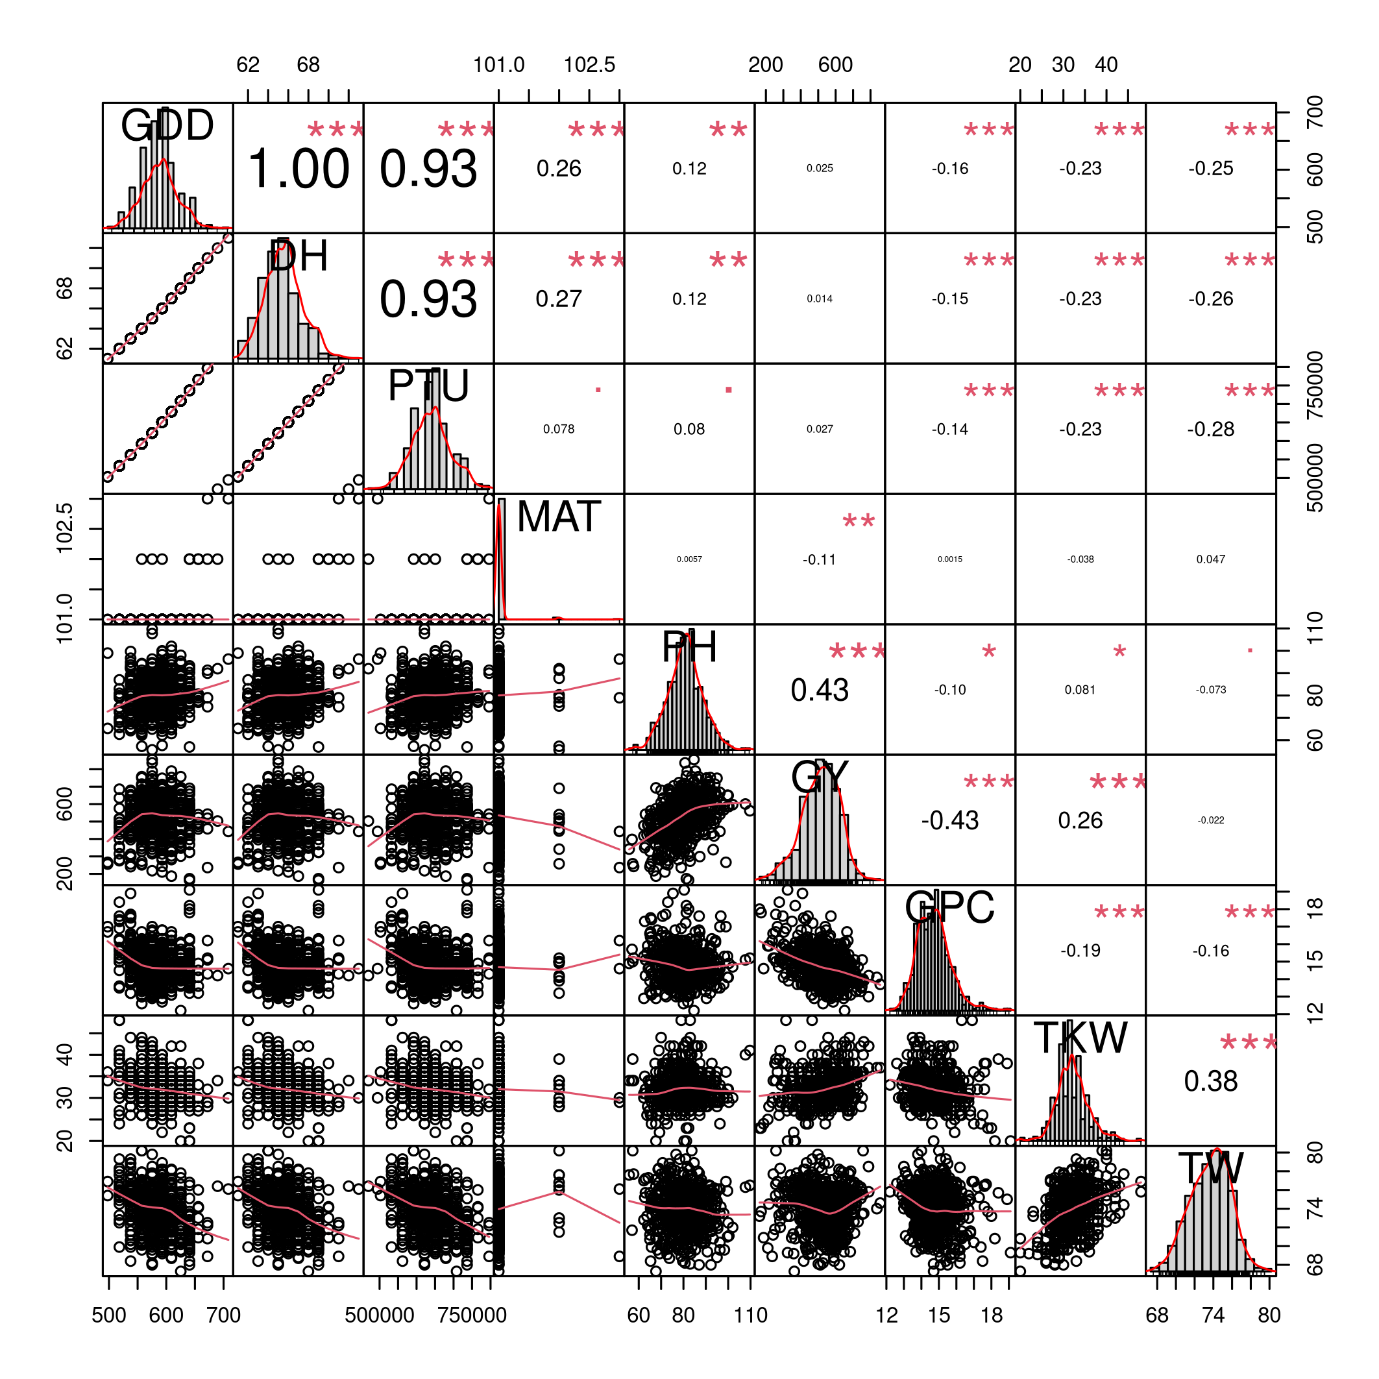 62 68 101.0 102.5 200 600 20 30 40
GDD *** *** *** ** *** *** *** 700
1.00 0.93 0.26 0.12 0.025 -0.16 -0.23 -0.25 600
500
DH *** *** ** *** *** ***
68 0.93 0.27 0.12 0.014 -0.15 -0.23 -0.26
62
PTU . . *** *** *** 750000
0.078 0.08 0.027 -0.14 -0.23 -0.28
500000
102.5 MAT **
0.0057 -0.11 0.0015 -0.038 0.047
101.0
PH *** * * . 110
0.43 -0.10 0.081 -0.073 80
60
GY *** ***
600 -0.43 0.26 -0.022
200
GPC *** *** 18
-0.19 -0.16 15
12
40 TKW ***
30 0.38
20
TW 80
74
68
500 600 700 500000 750000 60 80 110 12 15 18 68 74 80